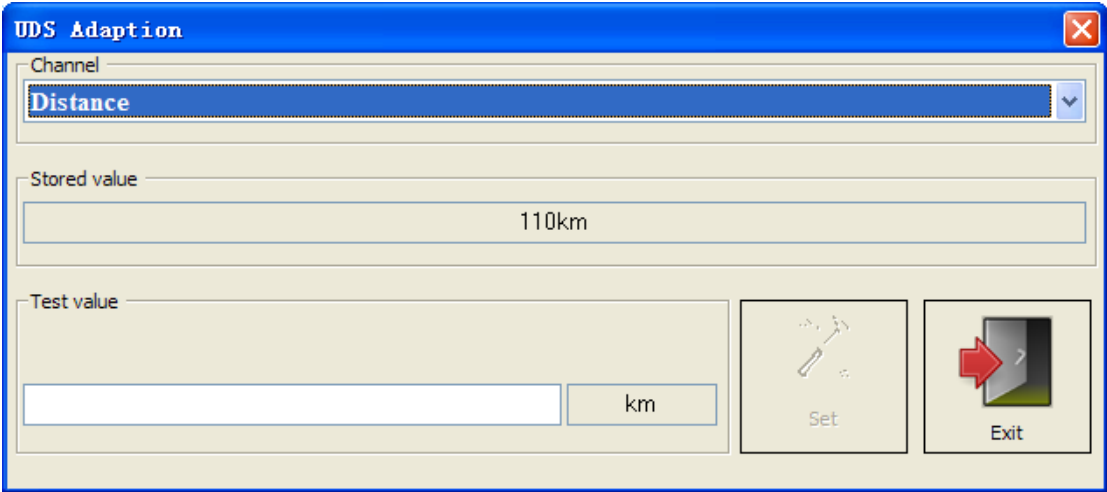 UDS Adaption
Channel
Distance
Stored value
110km
Test value
km
Set
Exit